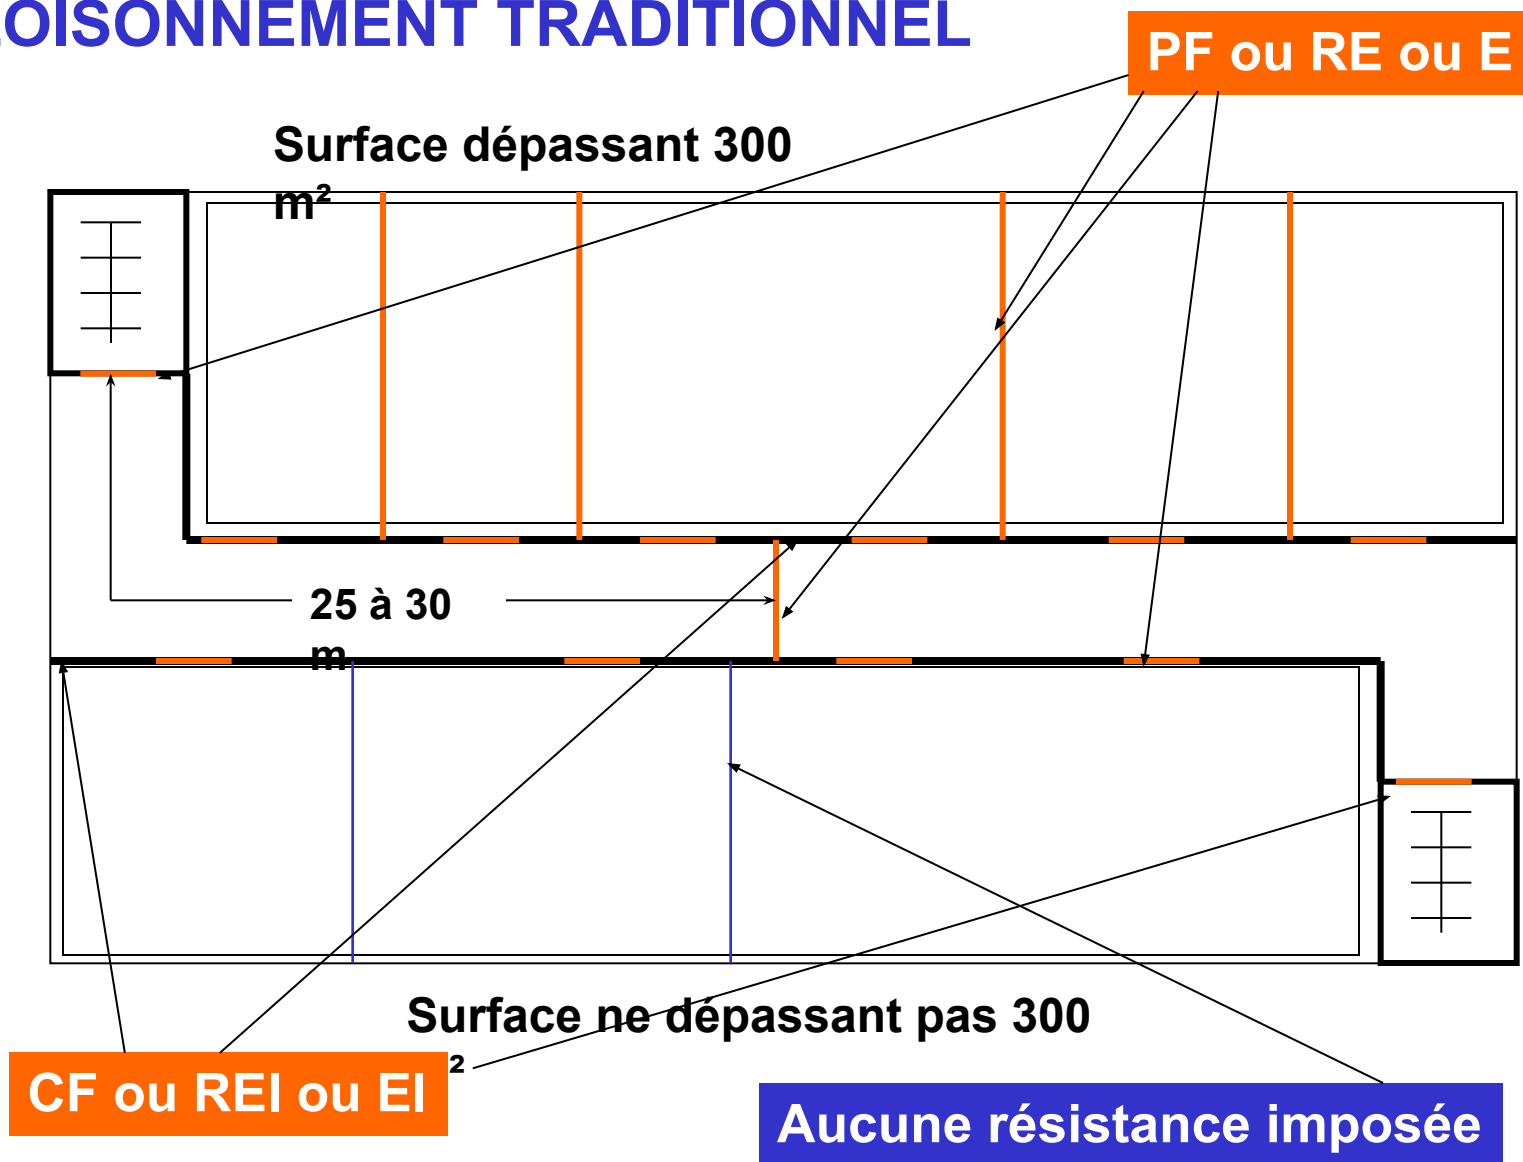 OISONNEMENT TRADITIONNEL
PF ou RE ou E
Surface dépassant 300
m²
25 à 30
m
Surface ne dépassant pas 300
²
CF ou REI ou EI
Aucune résistance imposée